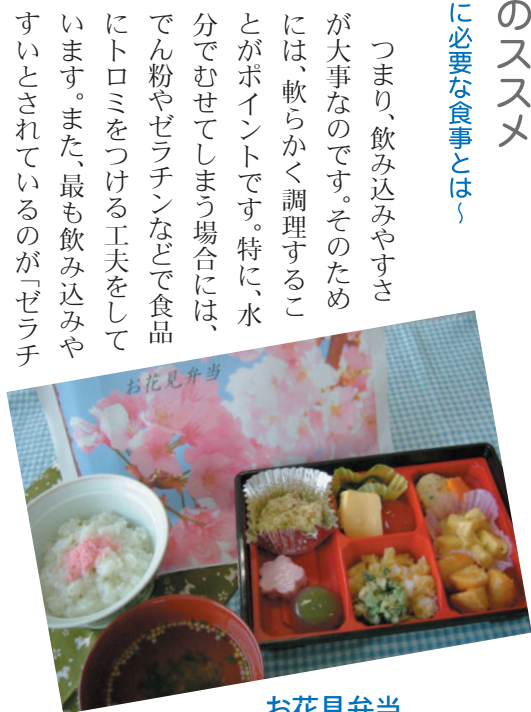 のススメ
に必要な食事とは～
つまり、飲み込みやすさ
が大事なのです。そのため
には、軟らかく調理するこ
とがポイントです。特に、水
分でむせてしまう場合には、
でん粉やゼラチンなどで食品
にトロミをつける工夫をして
います。また、最も飲み込みや
すいとされているのが「ゼラチ
お花見弁当
お花見弁当